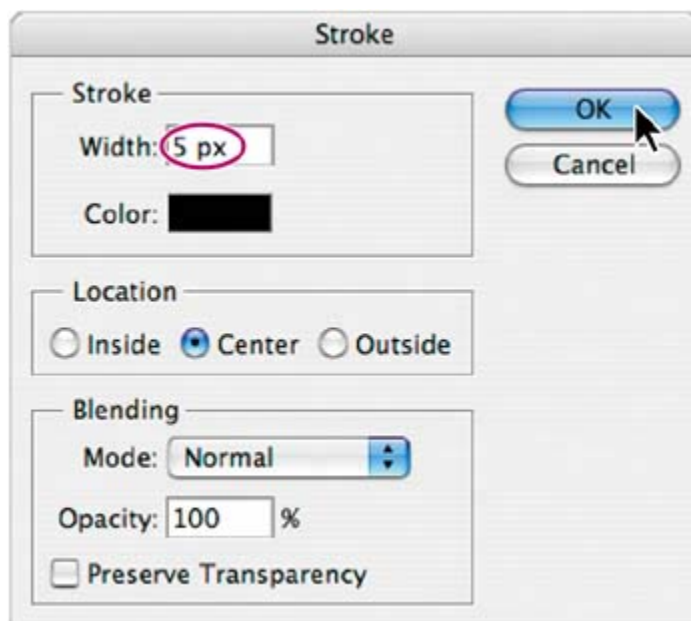 Stroke
Stroke
Width: 5 px
Color:
OK
Cancel
Location
Inside Center Outside
Blending
Mode: Normal
Opacity: 100 %
Preserve Transparency